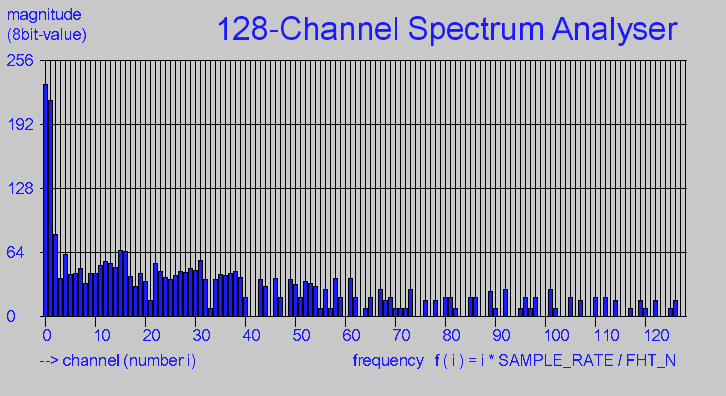 magnitude
(8bit-value)
128-Channel Spectrum Analyser
256
192
128
64
0
0 10 20 30 40 50 60 70 80 90 100 110 120
--> channel (number i)
frequency f ( i ) = i * SAMPLE_RATE / FHT_N